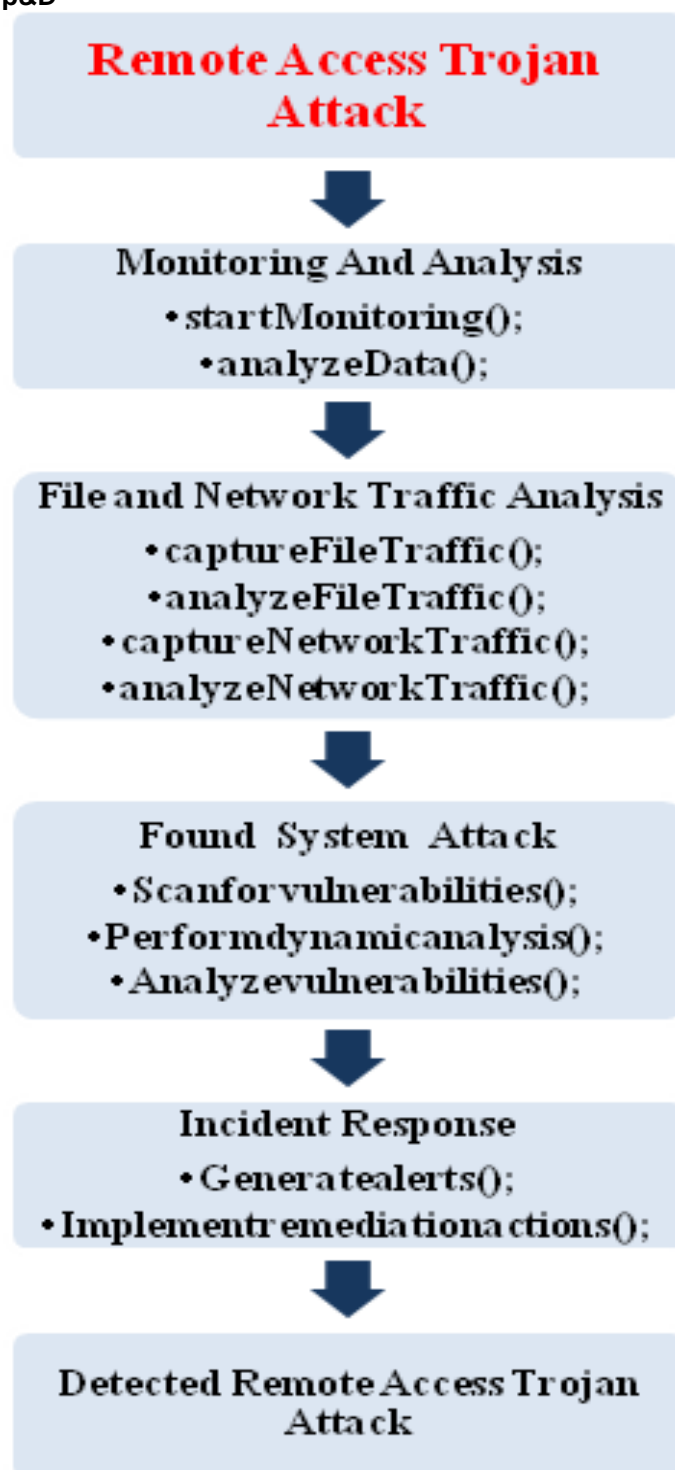 Remote Access Trojan
Attack
Monitoring And Analysis
•startMonitoring();
•analyzeData();
File and Network Traffic Analysis
•captureFileTraffic();
•analyzeFileTraffic();
•captureNetworkTraffic();
•analyzeNetworkTraffic();
Found System Attack
•Scanforvulnerabilities();
•Performdynamicanalysis();
•Analyzevulnerabilities();
Incident Response
•Generatealerts();
•Implementremediationactions();
Detected Remote Access Trojan
Attack